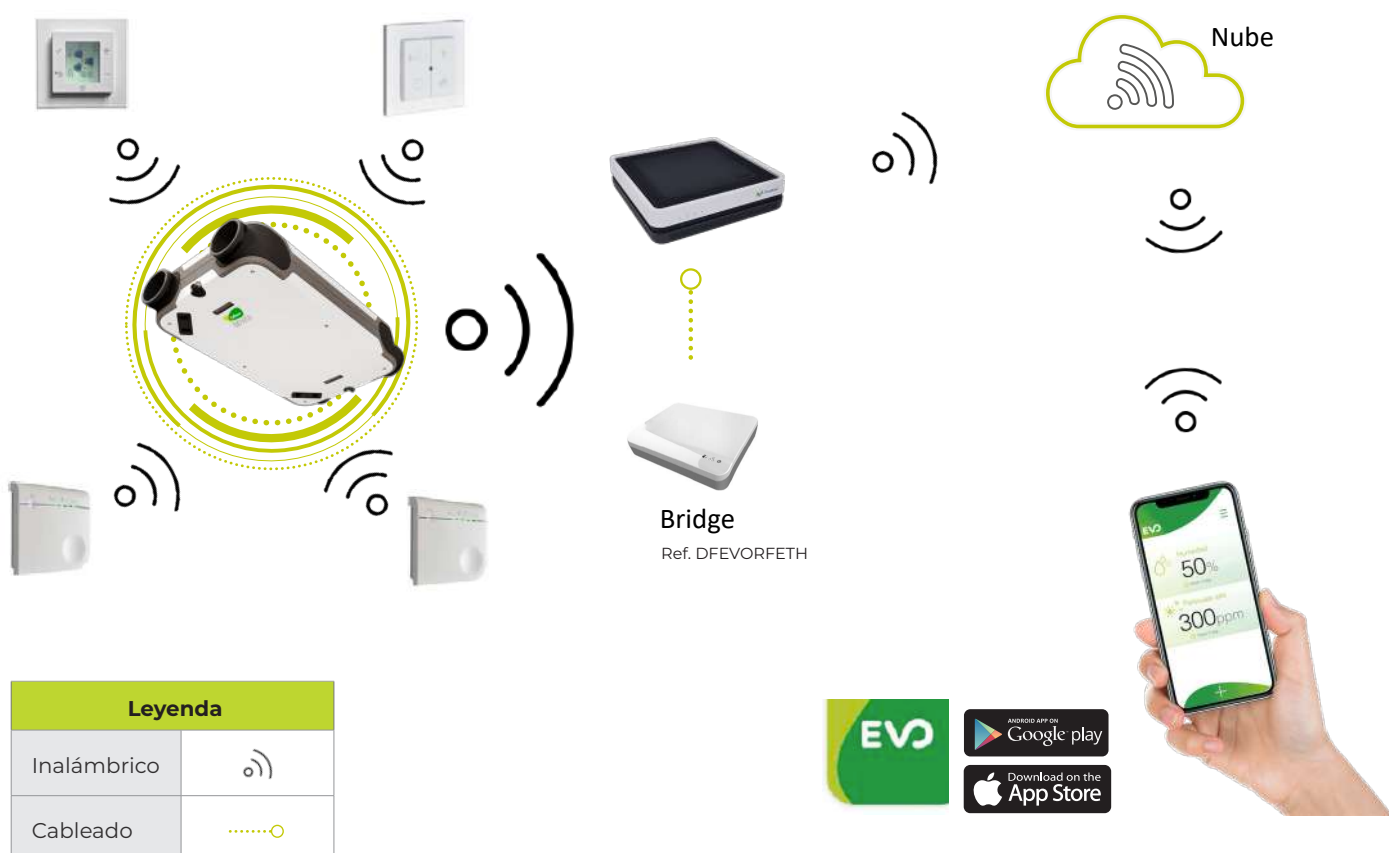 Nube
Bridge
Ref. DFEVORFETH
EVO
50%
300ppm
Leyenda
Inalámbrico
Cableado
EVO
ANDROID APP ON
Google play
Download on the
App Store